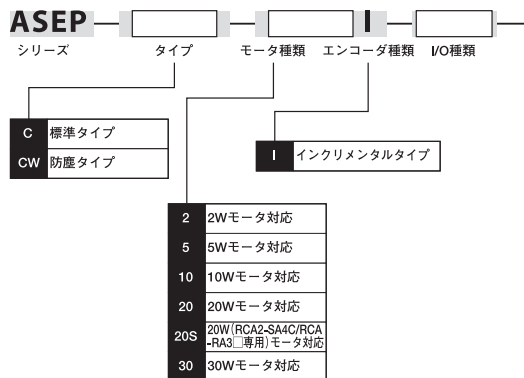 ASEP — — I — —
シリーズ タイプ モータ種類 エンコーダ種類 I/O種類
C 標準タイプ
CW 防塵タイプ
I インクリメンタルタイプ
2 2Wモータ対応
5 5Wモータ対応
10 10Wモータ対応
20 20Wモータ対応
20S 20W(RCA2-SA4C/RCA
-RA3□専用)モータ対応
30 30Wモータ対応